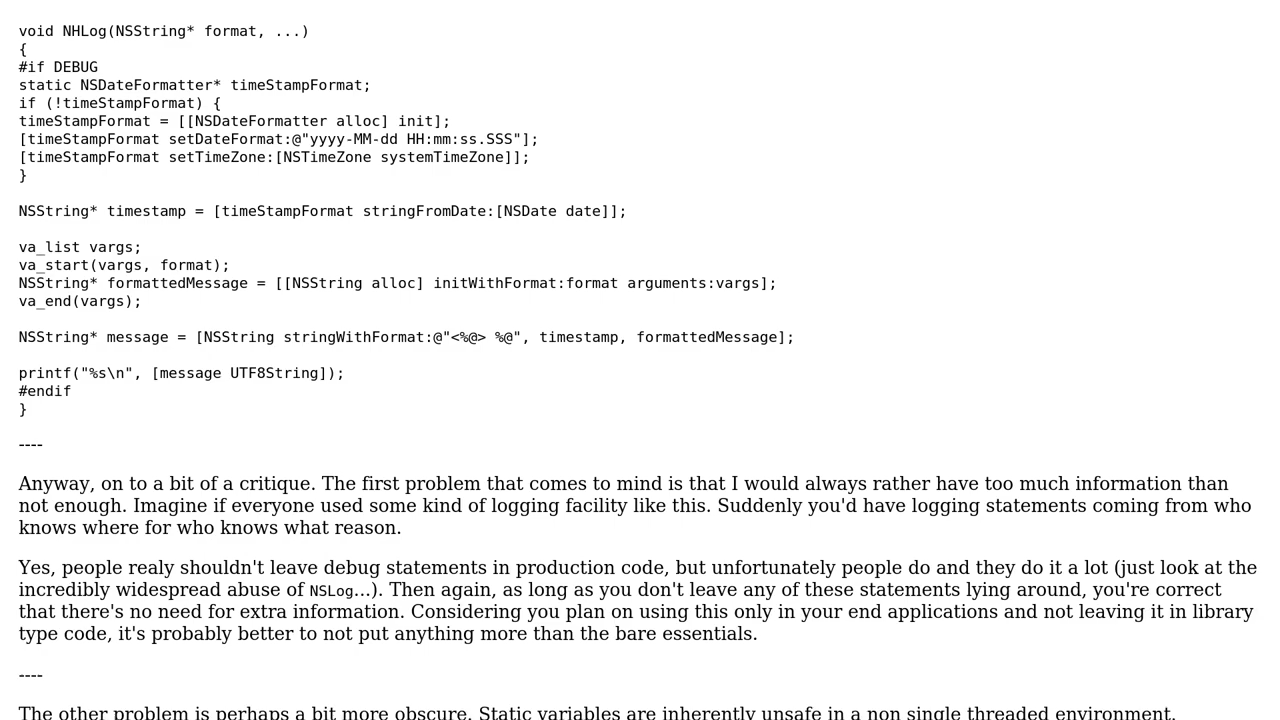 void NHLog(NSString* format, ...)
{
#if DEBUG
static NSDateFormatter* timeStampFormat;
if (!timeStampFormat) {
timeStampFormat = [[NSDateFormatter alloc] init];
[timeStampFormat setDateFormat:@"yyyy-MM-dd HH:mm:ss.SSS"];
[timeStampFormat setTimeZone:[NSTimeZone systemTimeZone]];
}
NSString* timestamp = [timeStampFormat stringFromDate:[NSDate date]];
va_list vargs;
va_start(vargs, format);
NSString* formattedMessage = [[NSString alloc] initWithFormat:format arguments:vargs];
va_end(vargs);
NSString* message = [NSString stringWithFormat:@"<%@> %@", timestamp, formattedMessage];
printf("%s\n", [message UTF8String]);
#endif
}
----
Anyway, on to a bit of a critique. The first problem that comes to mind is that I would always rather have too much information than
not enough. Imagine if everyone used some kind of logging facility like this. Suddenly you'd have logging statements coming from who
knows where for who knows what reason.
Yes, people realy shouldn't leave debug statements in production code, but unfortunately people do and they do it a lot (just look at the
incredibly widespread abuse of NSLog...). Then again, as long as you don't leave any of these statements lying around, you're correct
that there's no need for extra information. Considering you plan on using this only in your end applications and not leaving it in library
type code, it's probably better to not put anything more than the bare essentials.
----
The other problem is perhaps a bit more obscure. Static variables are inherently unsafe in a non single threaded environment.